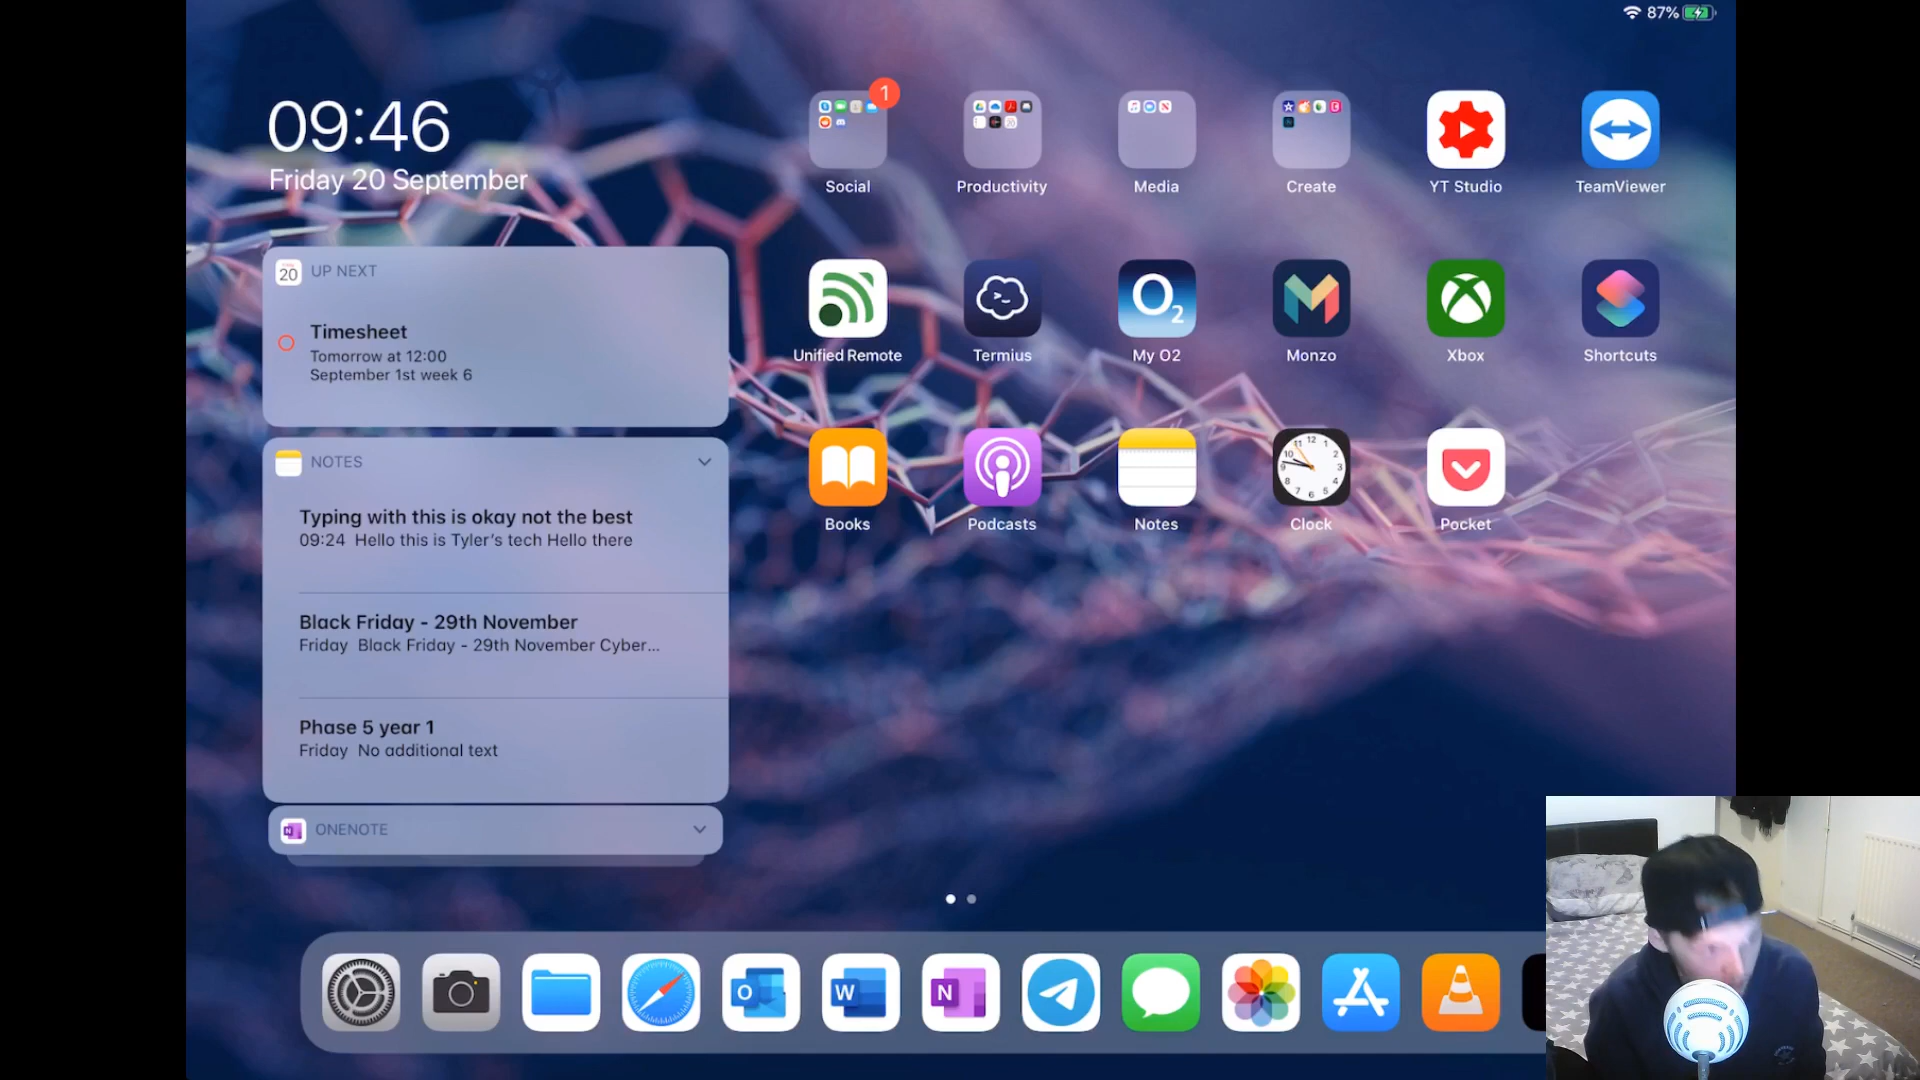 87%
09:46
Friday 20 September
20 UP NEXT
Timesheet
Tomorrow at 12:00
September 1st week 6
NOTES
Typing with this is okay not the best
09:24 Hello this is Tyler's tech Hello there
Black Friday - 29th November
Friday Black Friday - 29th November Cyber...
Phase 5 year 1
Friday No additional text
ONENOTE
1
Social
Productivity
Media
Create
YT Studio
TeamViewer
O2
Unified Remote
Termius
My O2
Monzo
Xbox
Shortcuts
Books
Podcasts
Notes
Clock
Pocket
O
W
N